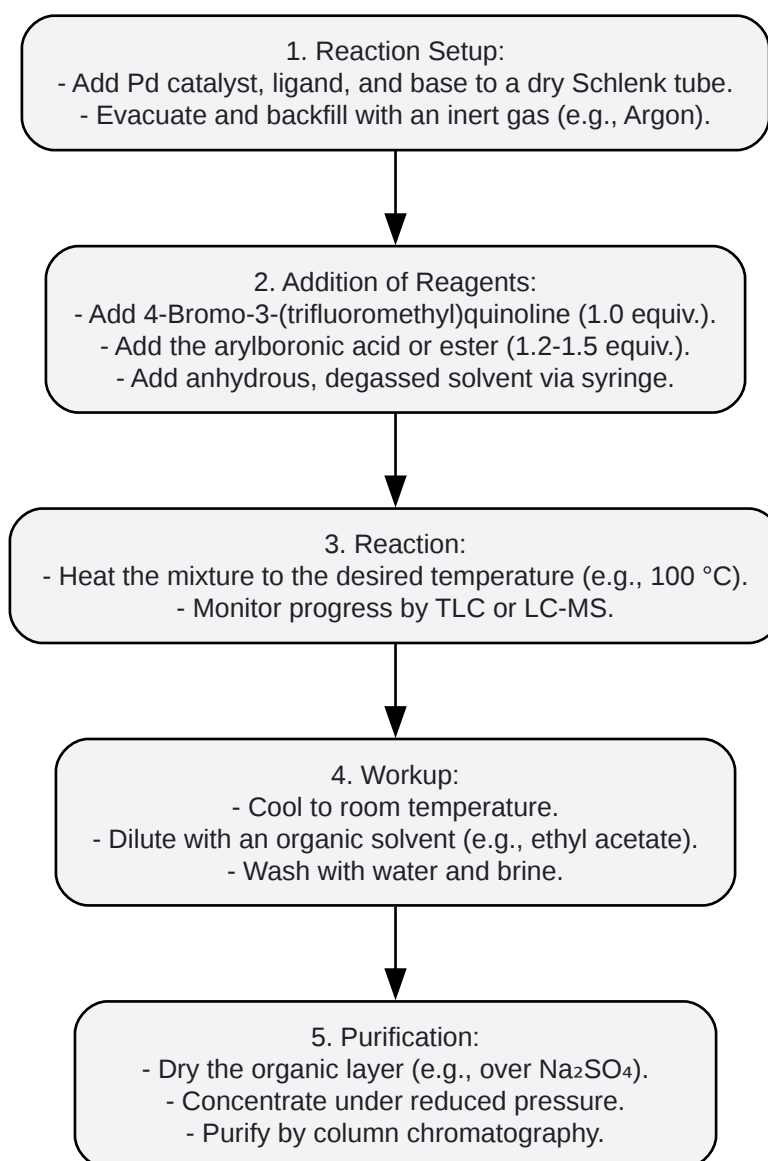 1. Reaction Setup:
- Add Pd catalyst, ligand, and base to a dry Schlenk tube.
- Evacuate and backfill with an inert gas (e.g., Argon).
2. Addition of Reagents:
- Add 4-Bromo-3-(trifluoromethyl)quinoline (1.0 equiv.).
- Add the arylboronic acid or ester (1.2-1.5 equiv.).
- Add anhydrous, degassed solvent via syringe.
3. Reaction:
- Heat the mixture to the desired temperature (e.g., 100 °C).
- Monitor progress by TLC or LC-MS.
4. Workup:
- Cool to room temperature.
- Dilute with an organic solvent (e.g., ethyl acetate).
- Wash with water and brine.
5. Purification:
- Dry the organic layer (e.g., over Na₂SO₄).
- Concentrate under reduced pressure.
- Purify by column chromatography.